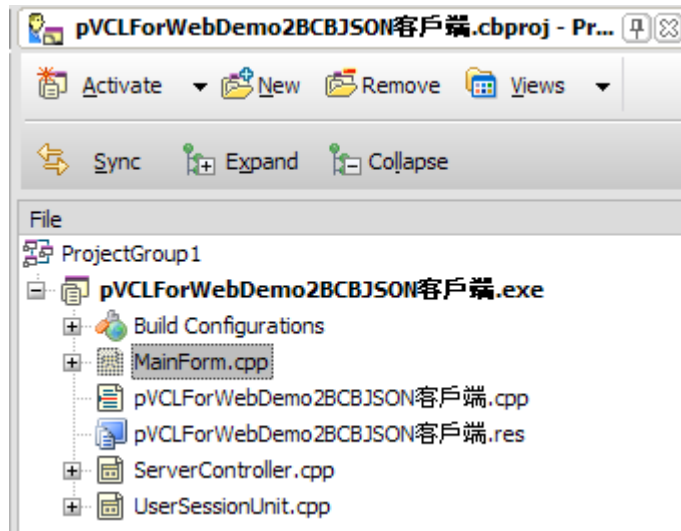 pVCLForWebDemo2BCBJSON客戶端.cbproj - Pr...
Activate New Remove Views
Sync Expand Collapse
File
ProjectGroup1
pVCLForWebDemo2BCBJSON客戶端.exe
Build Configurations
MainForm.cpp
pVCLForWebDemo2BCBJSON客戶端.cpp
pVCLForWebDemo2BCBJSON客戶端.res
ServerController.cpp
UserSessionUnit.cpp